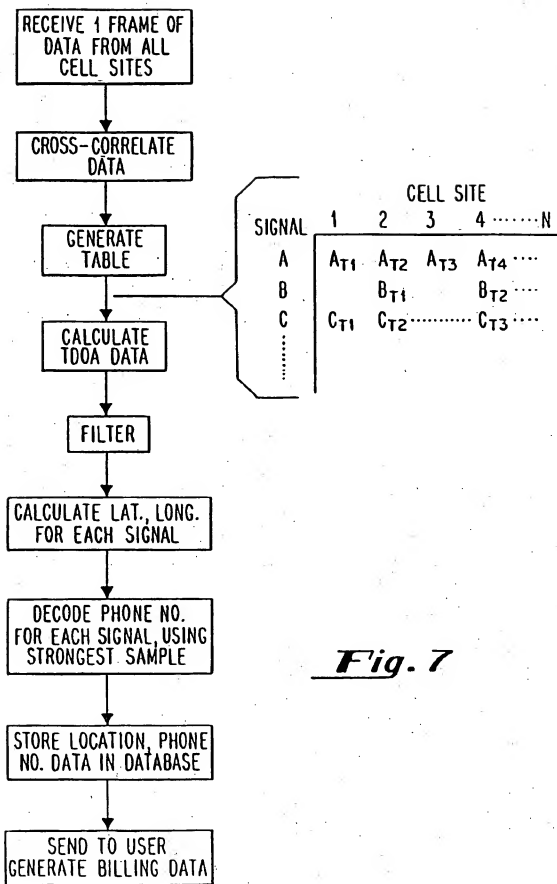 RECEIVE 1 FRAME OF
DATA FROM ALL
CELL SITES
CROSS-CORRELATE
DATA
GENERATE
TABLE
CALCULATE
TDOA DATA
FILTER
CALCULATE LAT., LONG.
FOR EACH SIGNAL
DECODE PHONE NO.
FOR EACH SIGNAL, USING
STRONGEST SAMPLE
STORE LOCATION, PHONE
NO. DATA IN DATABASE
SEND TO USER
GENERATE BILLING DATA
CELL SITE
SIGNAL 1 2 3 4 ······· N
A A_T1 A_T2 A_T3 A_T4 ····
B B_T1 B_T2 ····
C C_T1 C_T2 ·········· C_T3 ····
Fig. 7